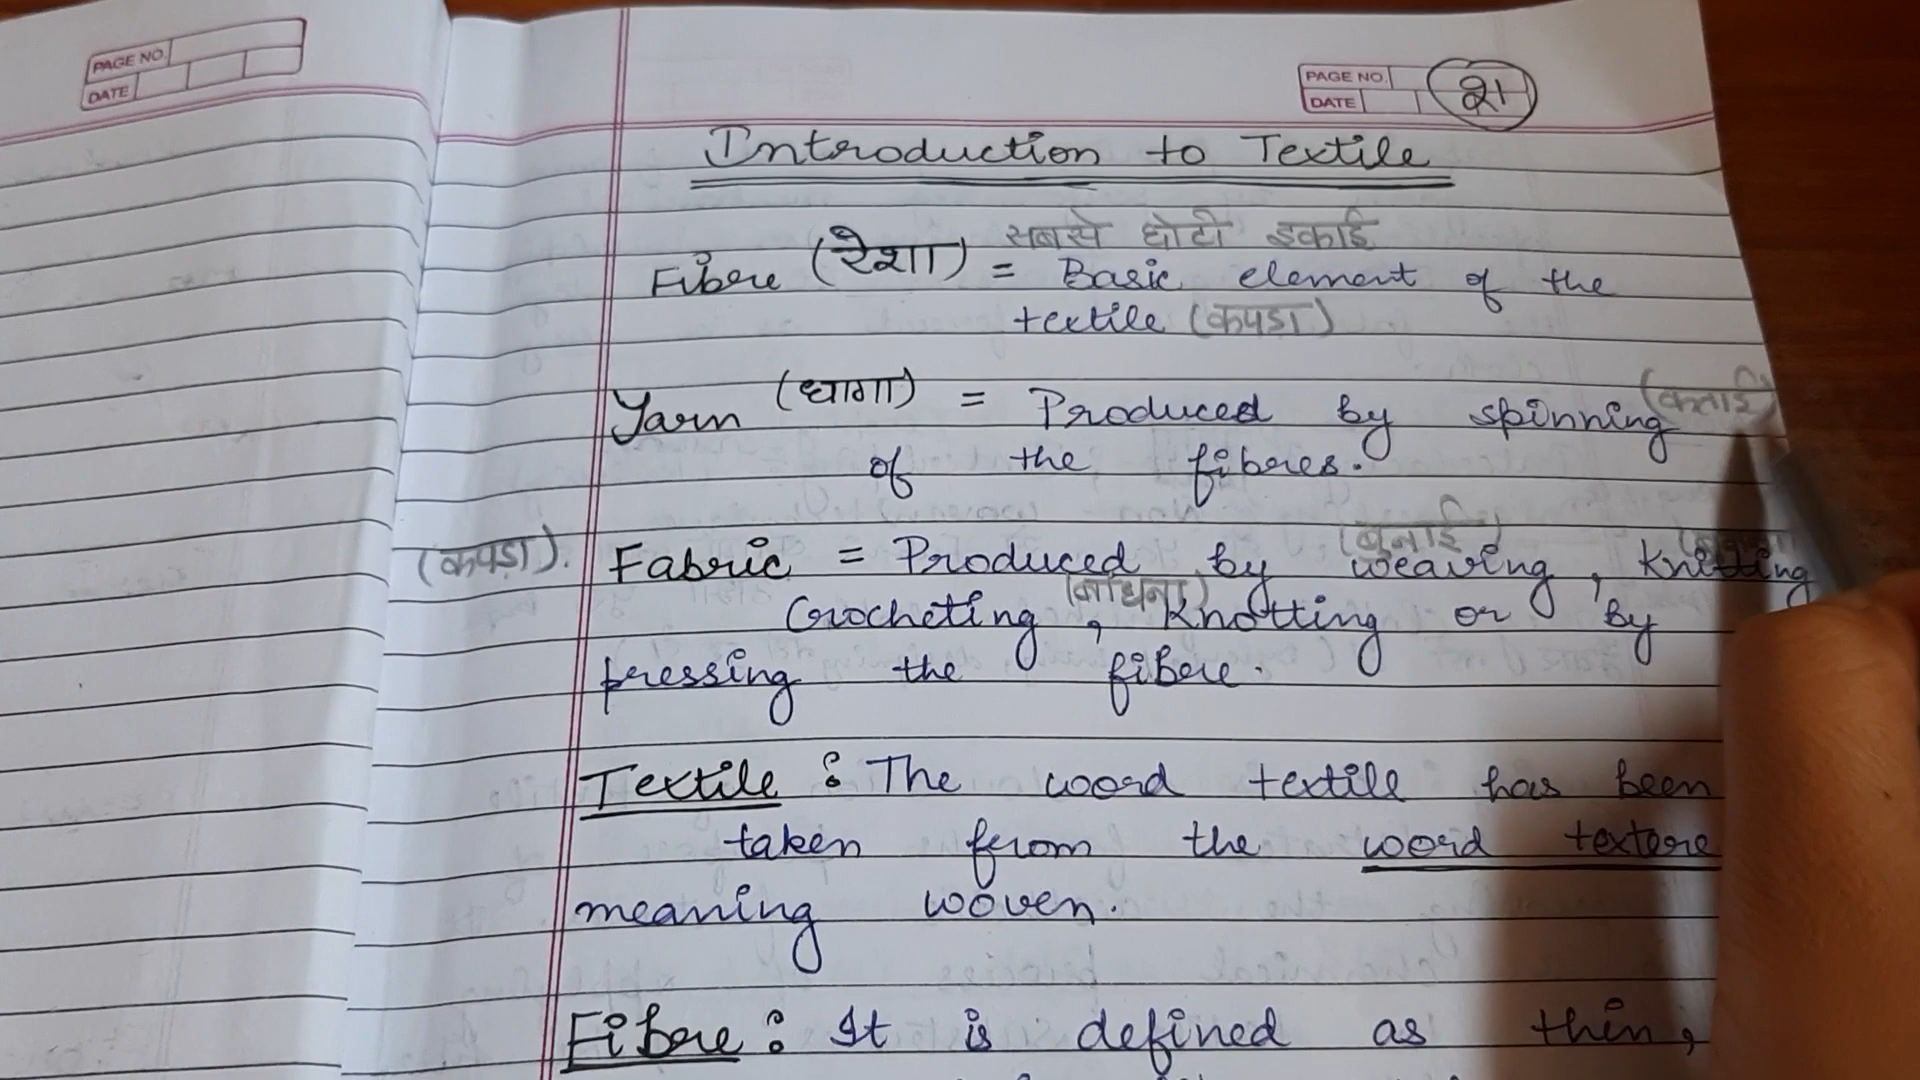 PAGE NO.
DATE
PAGE NO.
DATE
21
Introduction to Textile
सबसे छोटी इकाई
Fibre (रेशा) = Basic element of the
textile (कपडा)
Yarn (धागा) = Produced by spinning (कताई)
of the fibres.
(कपड़ा). Fabric = Produced by weaving (बुनाई), knitting
Crocheting, (बांधना) Knotting or by
pressing the fibre.
Textile : The word textile has been
taken from the word textere
meaning woven.
Fibre : It is defined as thin,